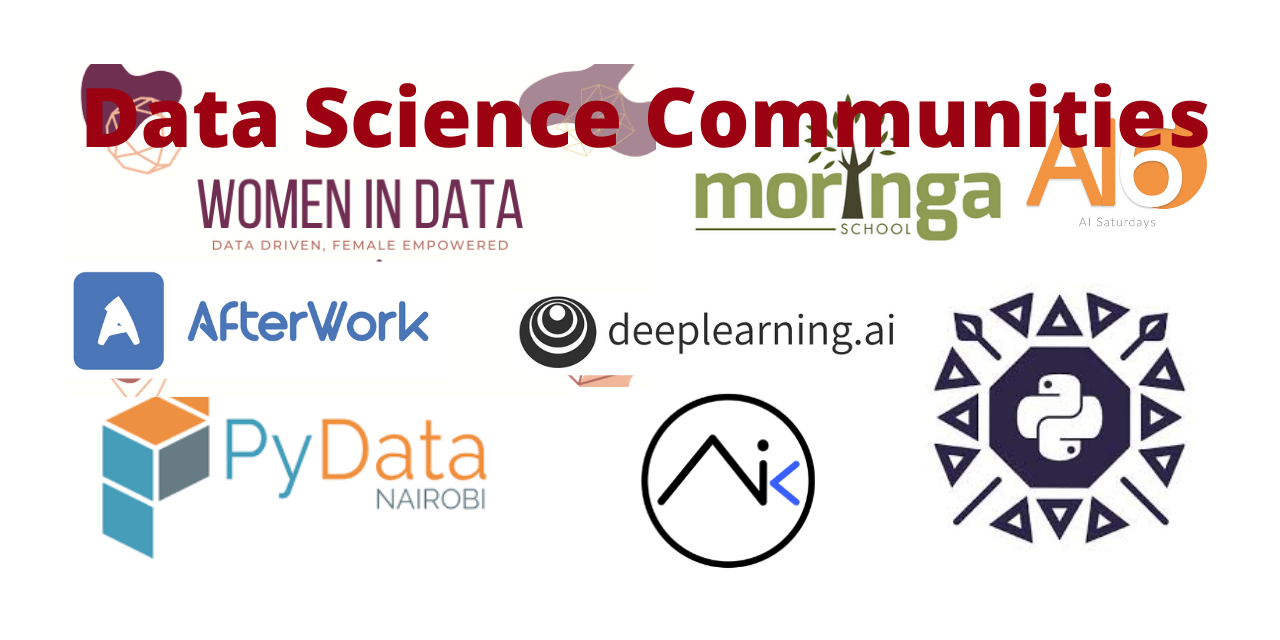 Data Science Communities
WOMEN IN DATA
DATA DRIVEN, FEMALE EMPOWERED
moringa
SCHOOL
AI6
AI Saturdays
A AfterWork
deeplearning.ai
PyData
NAIROBI
AiK